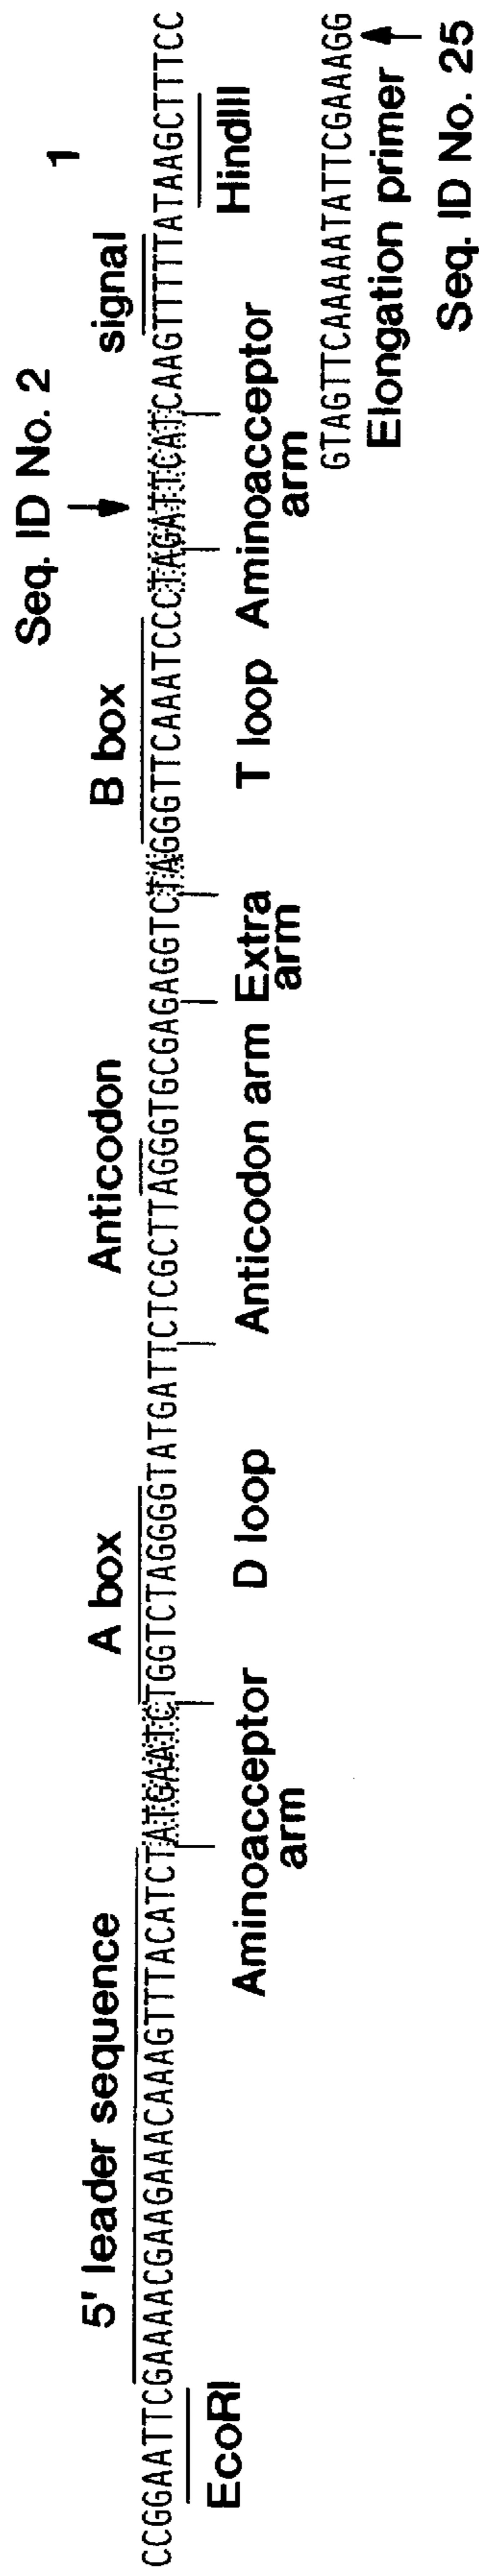 Seq. ID No. 2
1
5' leader sequence
A box
Anticodon
B box
signal
CCGGAATTCGAAAACGAAGAAACAAAGTTTACATCTATGAATCTGGTCTAGGGGTATGATTCTCGCTTAGGGTGCGAGAGGTCTAGGGTTCAAATCCCTAGATTCATCAAGTTTTTATAAGCTTTCC
EcoRI
HindIII
Aminoacceptor
arm
D loop
Anticodon arm
Extra
arm
T loop
Aminoacceptor
arm
GTAGTTCAAAAATATTCGAAAGG
Elongation primer
Seq. ID No. 25